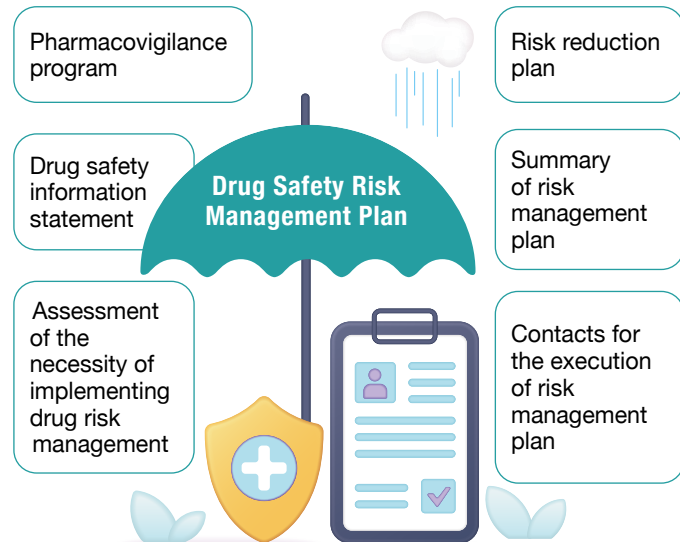 Pharmacovigilance
program
Drug safety
information
statement
Assessment
of the
necessity of
implementing
drug risk
management
Drug Safety Risk
Management Plan
Risk reduction
plan
Summary
of risk
management
plan
Contacts for
the execution
of risk
management
plan